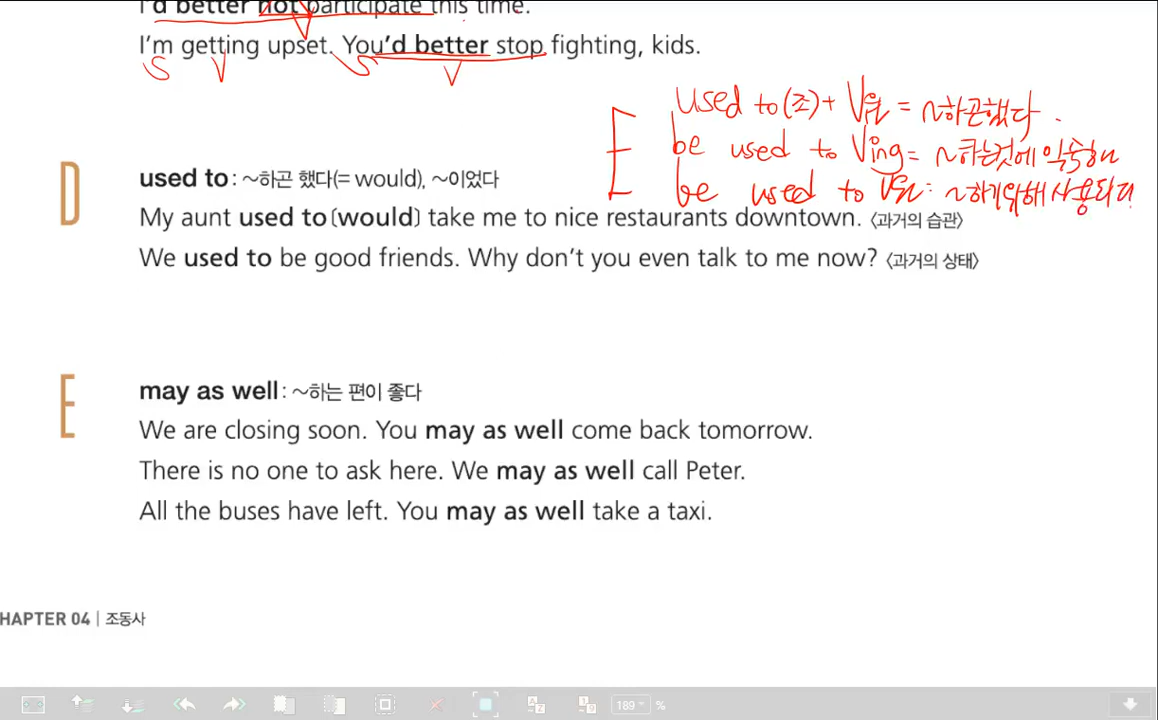 I'd better not participate this time.
I'm getting upset. You'd better stop fighting, kids.
S V S V
used to(조)+ V원 = ~하곤했다.
be used to Ving = ~하는것에 익숙해
be used to V원: ~하기위해 사용되다
D
used to : ~하곤 했다(= would), ~이었다
My aunt used to(would) take me to nice restaurants downtown. <과거의 습관>
We used to be good friends. Why don't you even talk to me now? <과거의 상태>
E
may as well : ~하는 편이 좋다
We are closing soon. You may as well come back tomorrow.
There is no one to ask here. We may as well call Peter.
All the buses have left. You may as well take a taxi.
HAPTER 04 | 조동사
189 %